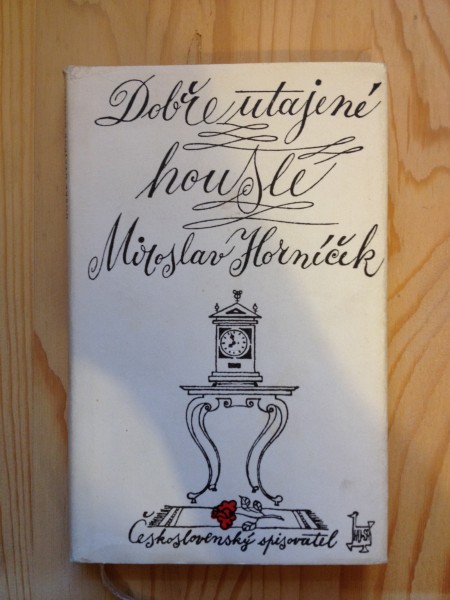 Dobře utajené
housle
Miroslav Horníček
Československý spisovatel